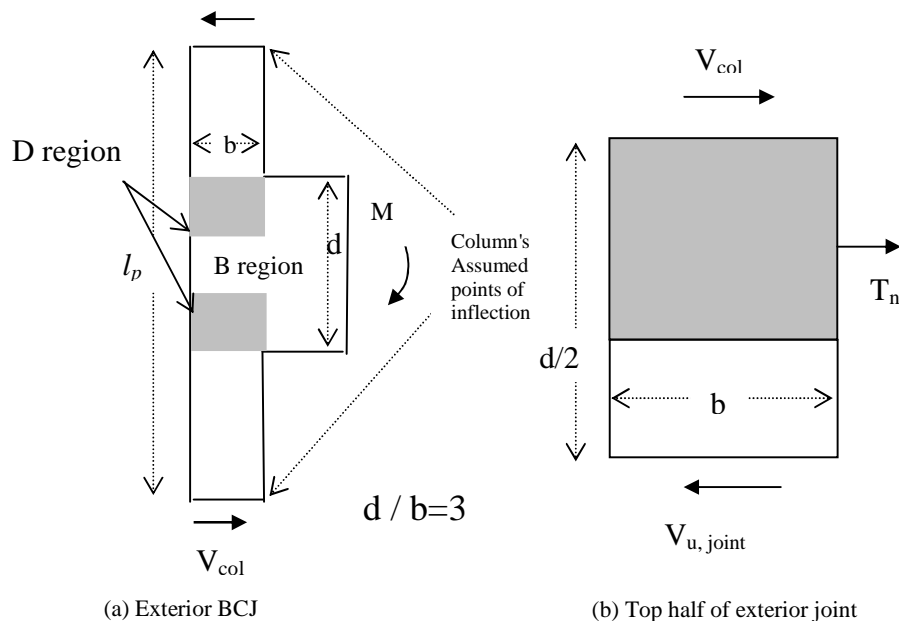 D region
b
M
d
B region
l_p
Column's
Assumed
points of
inflection
d / b=3
V_col
(a) Exterior BCJ
V_col
T_n
d/2
b
V_u, joint
(b) Top half of exterior joint